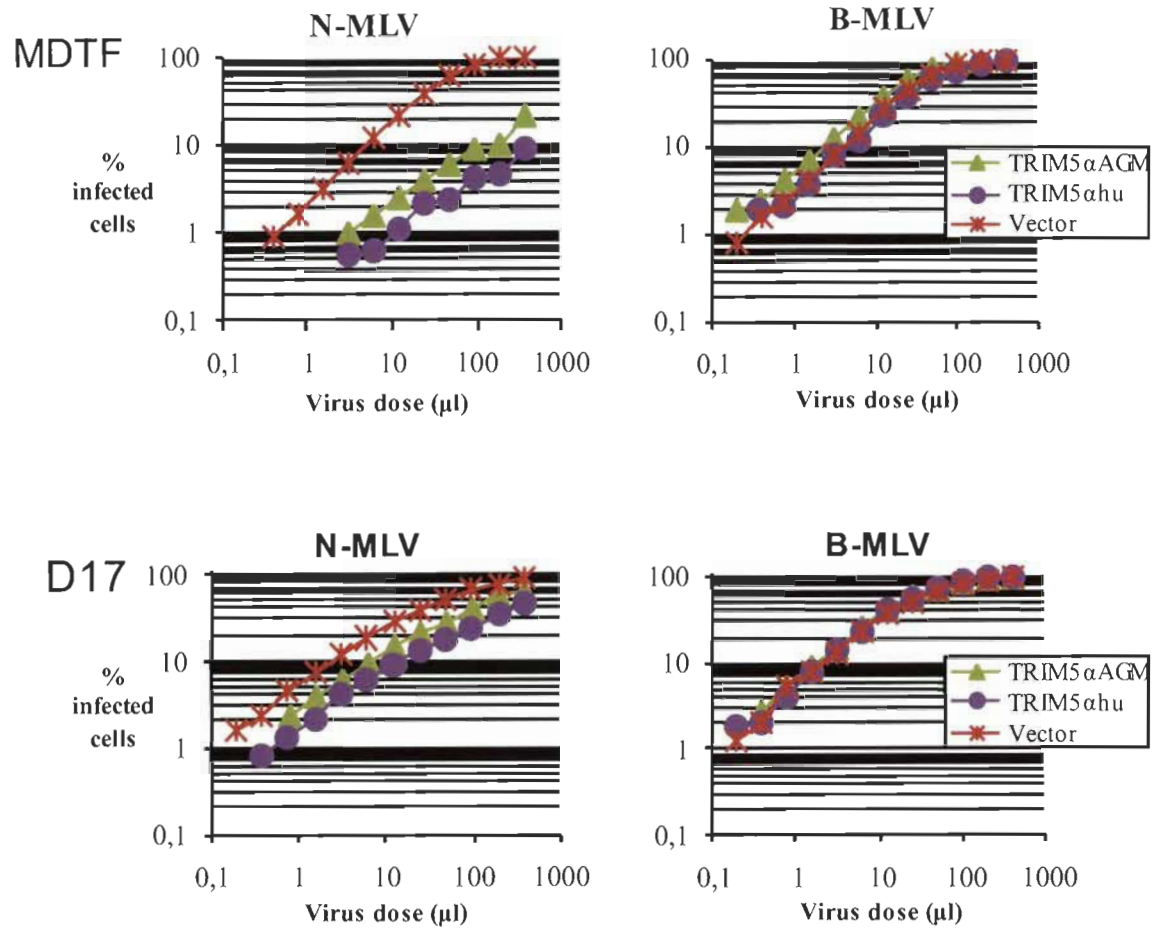 MDTF
N-MLV
B-MLV
100
10
1
0,1
%
infected
cells
0,1 1 10 100 1000
Virus dose (µl)
100
10
1
0,1
0,1 1 10 100 1000
Virus dose (µl)
TRIM5αAGM
TRIM5αhu
Vector
D17
N-MLV
B-MLV
100
10
1
0,1
%
infected
cells
0,1 1 10 100 1000
Virus dose (µl)
100
10
1
0,1
0,1 1 10 100 1000
Virus dose (µl)
TRIM5αAGM
TRIM5αhu
Vector